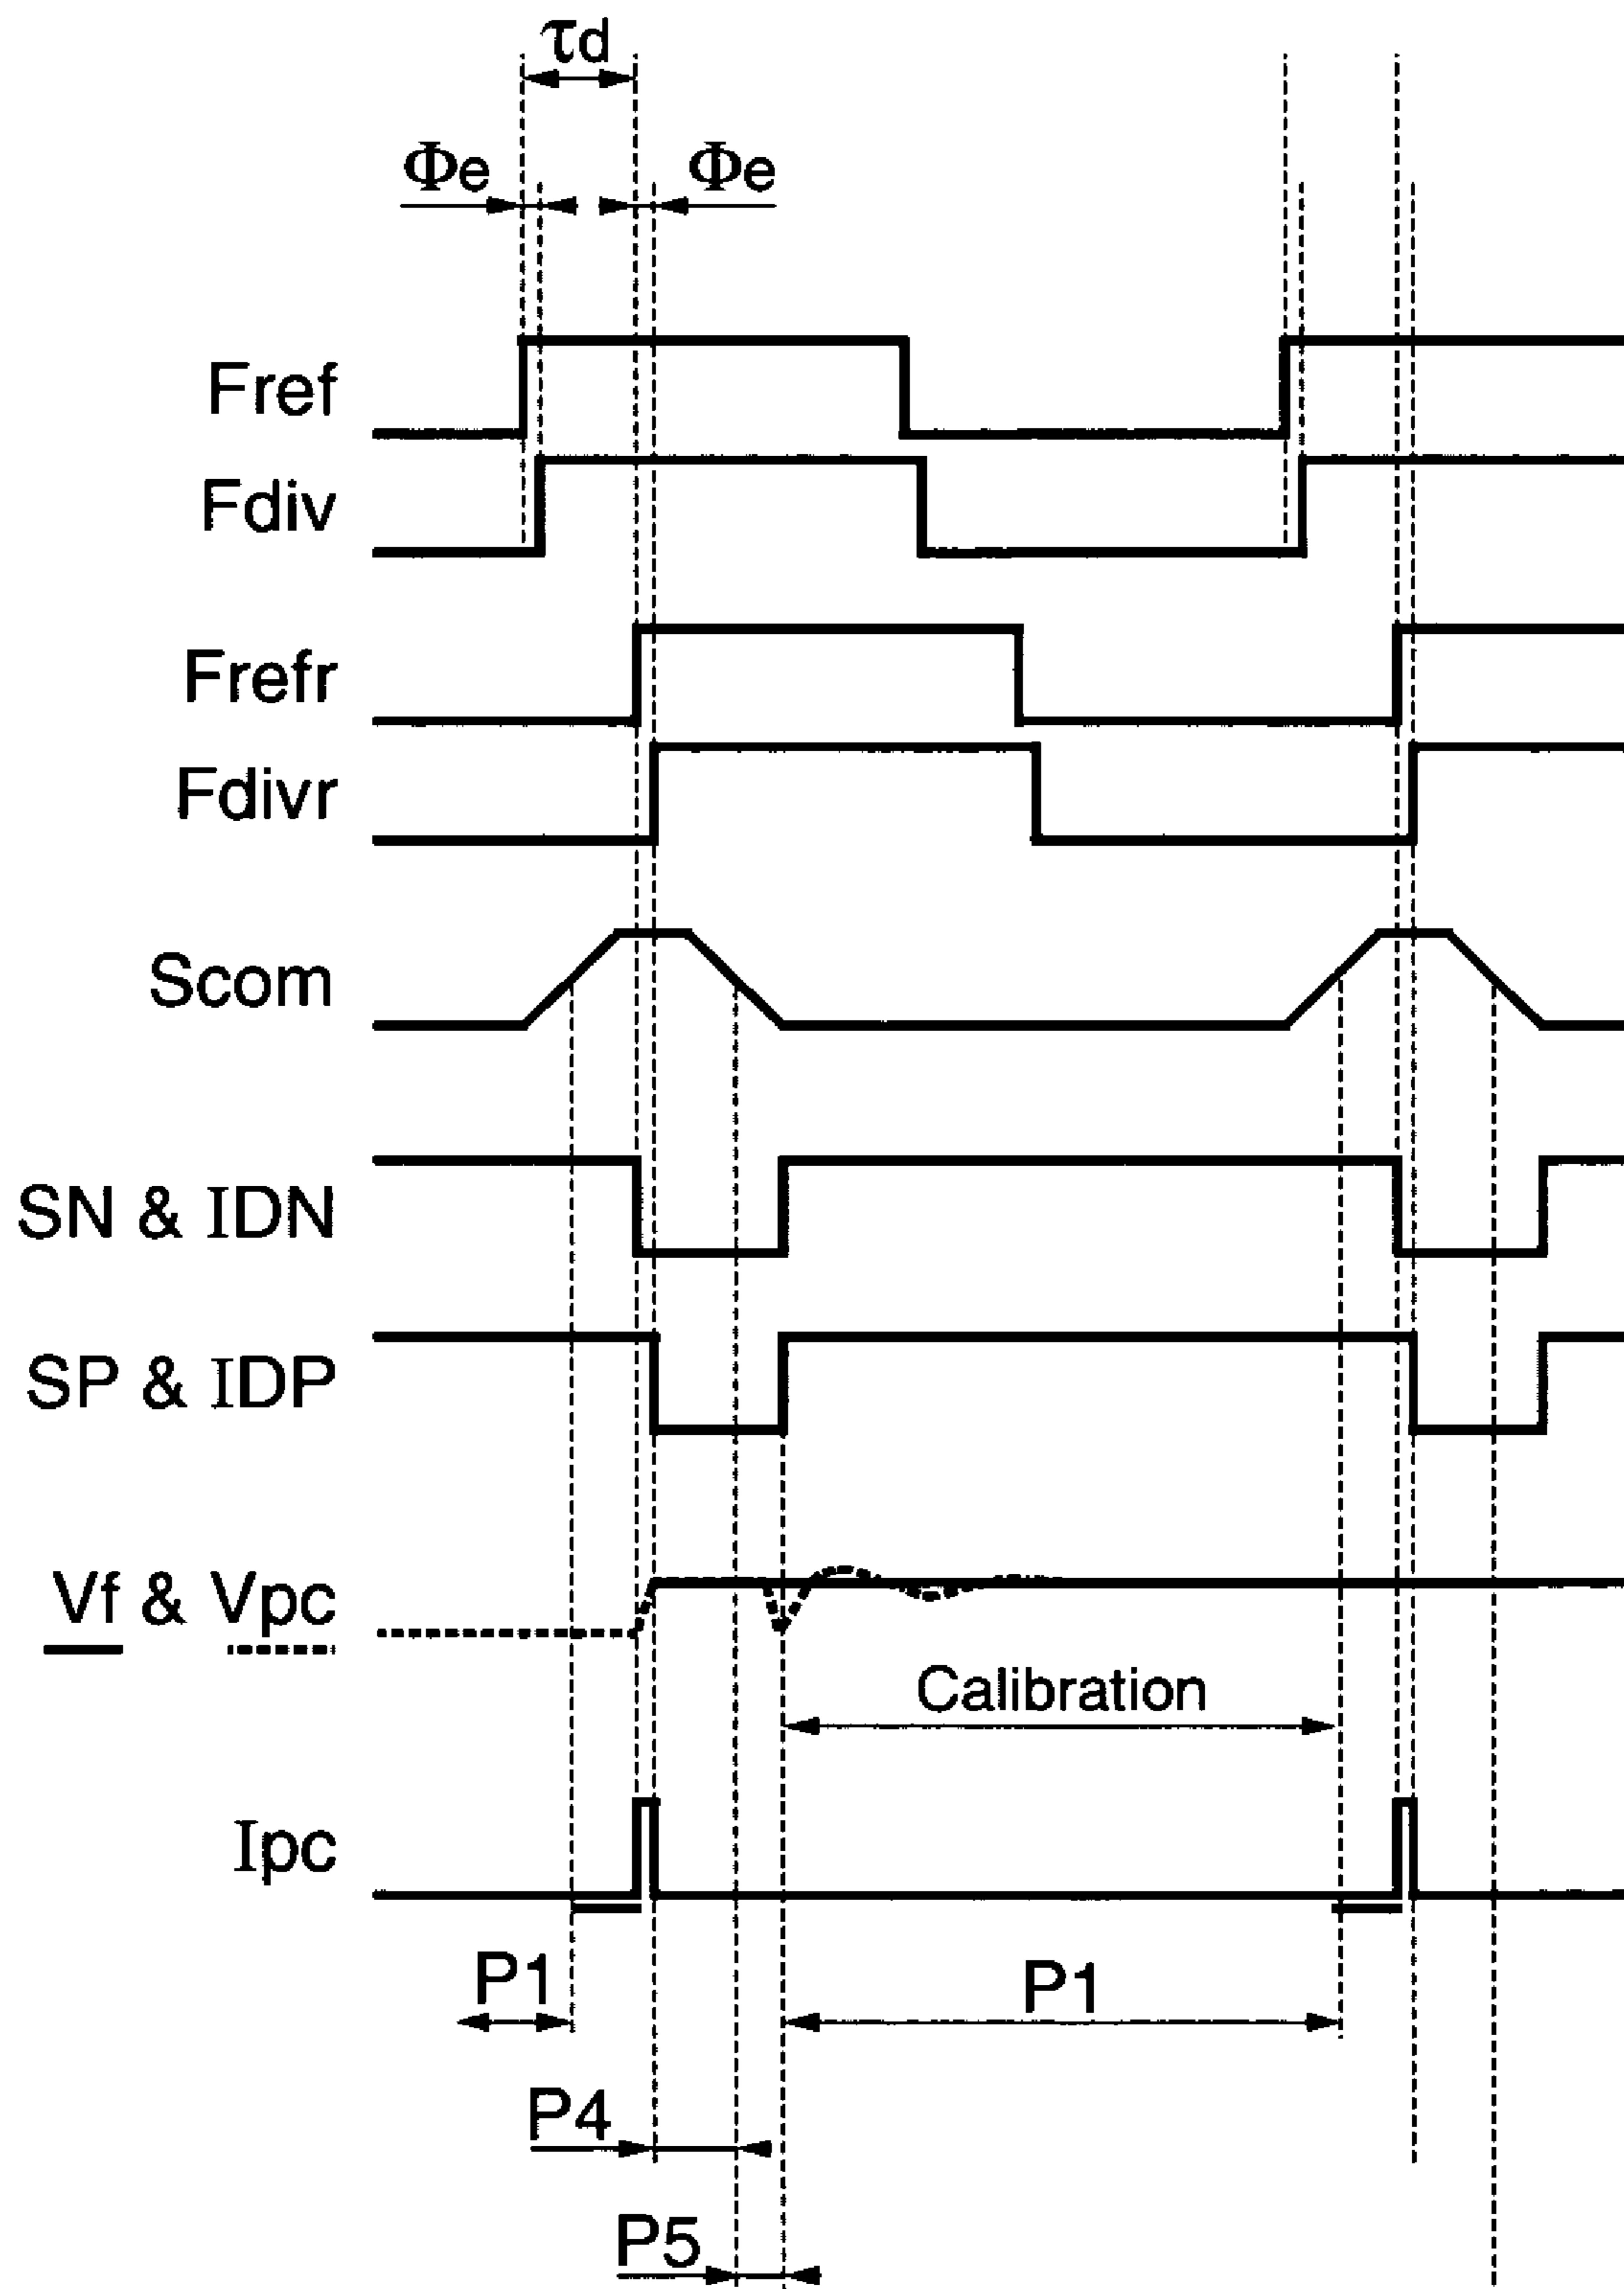 τd
Φe Φe
Fref
Fdiv
Frefr
Fdivr
Scom
SN & IDN
SP & IDP
Vf & Vpc
Calibration
Ipc
P1 P1
P4
P5